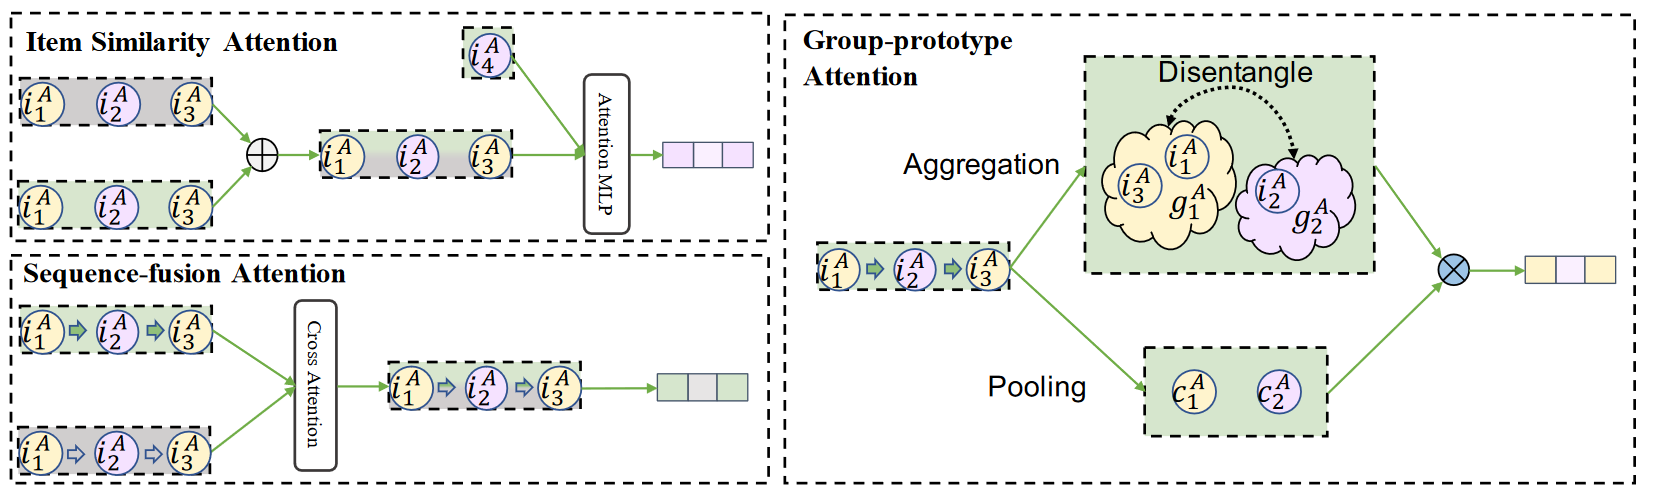 Item Similarity Attention
i_4^A
i_1^A i_2^A i_3^A
i_1^A i_2^A i_3^A
i_1^A i_2^A i_3^A
Attention MLP
Sequence-fusion Attention
i_1^A i_2^A i_3^A
Cross Attention
i_1^A i_2^A i_3^A
i_1^A i_2^A i_3^A
Group-prototype
Attention
Disentangle
Aggregation
i_1^A
i_3^A g_1^A
i_2^A
g_2^A
i_1^A i_2^A i_3^A
Pooling
c_1^A c_2^A